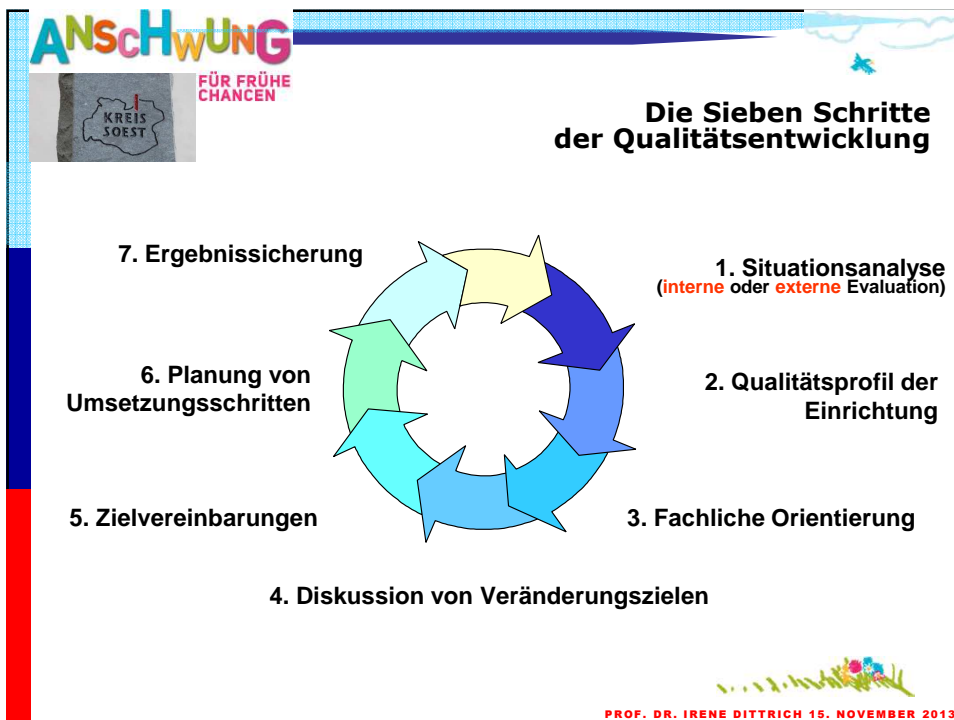 ANSCHWUNG
FÜR FRÜHE
CHANCEN
KREIS
SOEST
Die Sieben Schritte
der Qualitätsentwicklung
1. Situationsanalyse
(interne oder externe Evaluation)
2. Qualitätsprofil der
Einrichtung
3. Fachliche Orientierung
4. Diskussion von Veränderungszielen
5. Zielvereinbarungen
6. Planung von
Umsetzungsschritten
7. Ergebnissicherung
PROF. DR. IRENE DITTRICH 15. NOVEMBER 2013